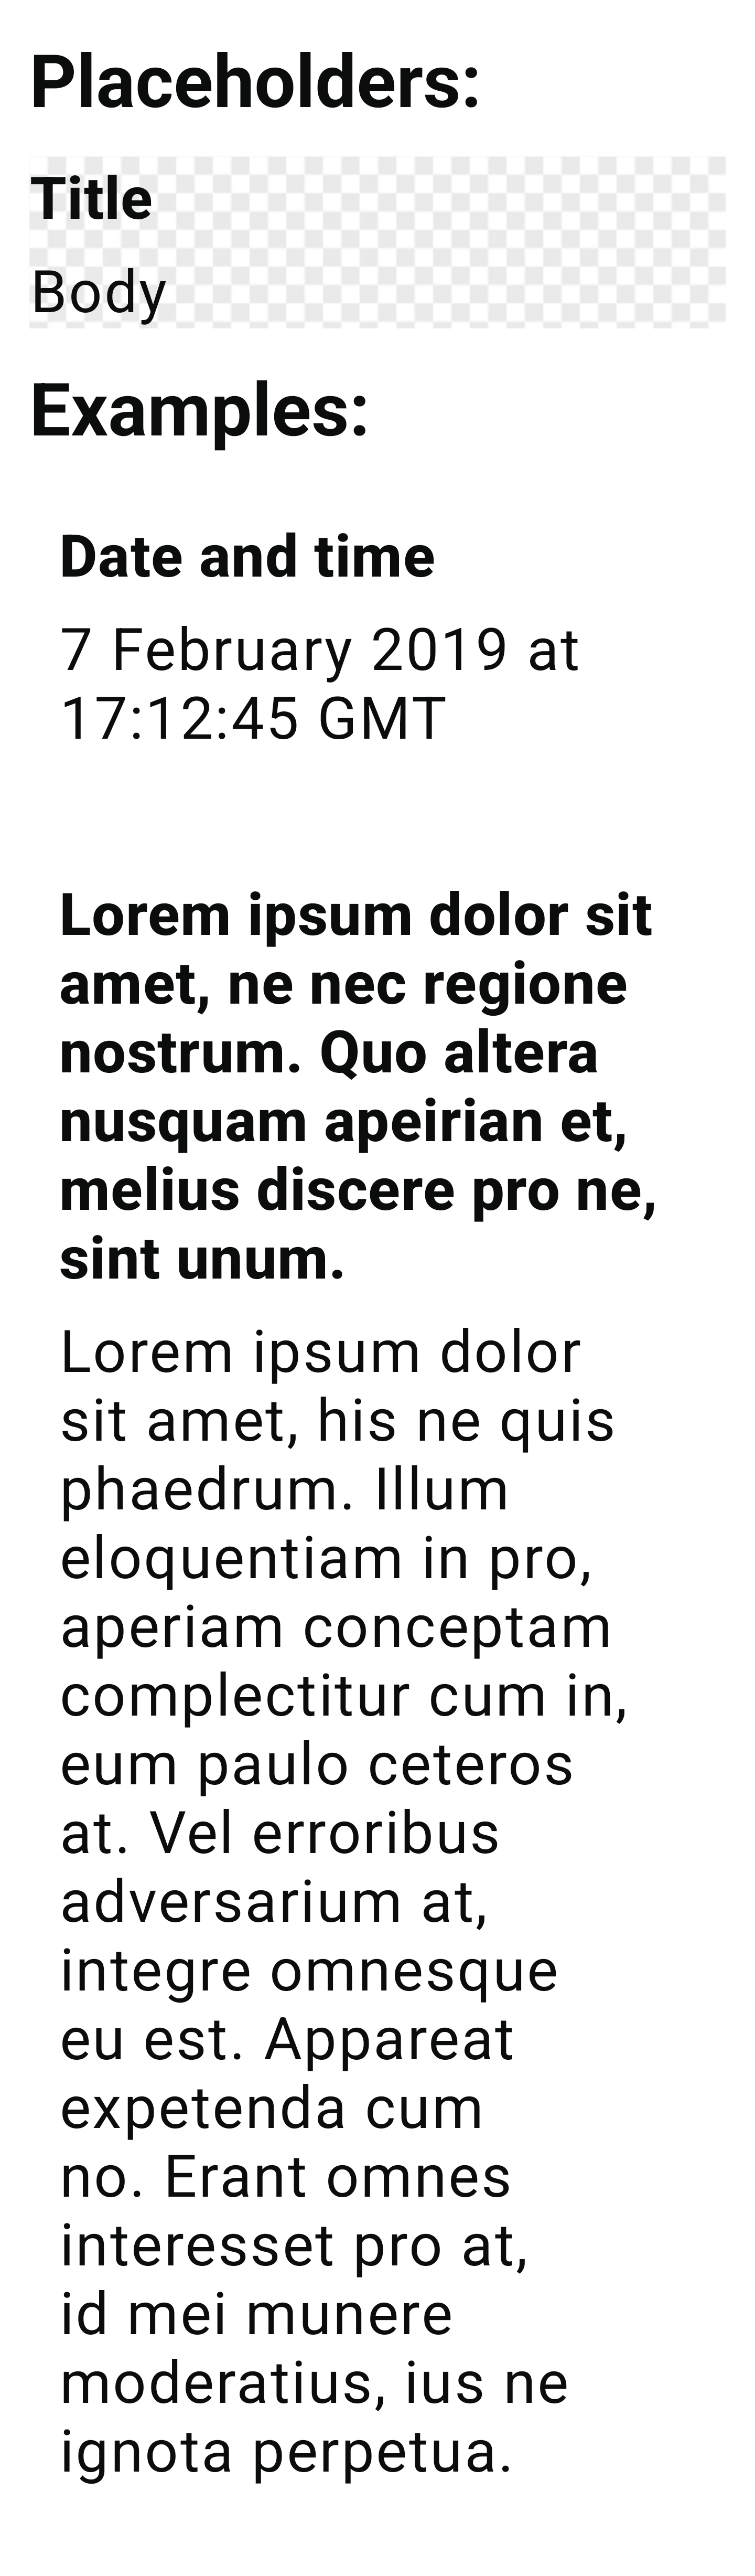 Placeholders:
Title
Body
Examples:
Date and time
7 February 2019 at
17:12:45 GMT
Lorem ipsum dolor sit
amet, ne nec regione
nostrum. Quo altera
nusquam apeirian et,
melius discere pro ne,
sint unum.
Lorem ipsum dolor
sit amet, his ne quis
phaedrum. Illum
eloquentiam in pro,
aperiam conceptam
complectitur cum in,
eum paulo ceteros
at. Vel erroribus
adversarium at,
integre omnesque
eu est. Appareat
expetenda cum
no. Erant omnes
interesset pro at,
id mei munere
moderatius, ius ne
ignota perpetua.